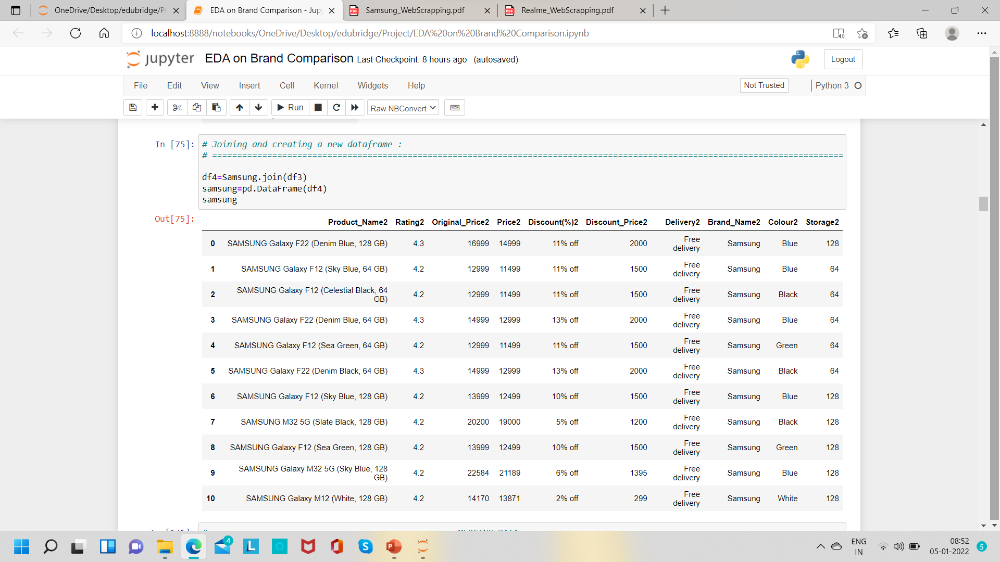 OneDrive/Desktop/edubridge/Pr
EDA on Brand Comparison - Jup
Samsung_WebScrapping.pdf
Realme_WebScrapping.pdf
localhost:8888/notebooks/OneDrive/Desktop/edubridge/Project/EDA%20on%20Brand%20Comparison.ipynb
jupyter EDA on Brand Comparison Last Checkpoint: 8 hours ago (autosaved)
Logout
File Edit View Insert Cell Kernel Widgets Help
Not Trusted
Python 3
Run
Raw NBConvert
In [75]:
# Joining and creating a new dataframe :
# ==============================================================================================================================
df4=Samsung.join(df3)
samsung=pd.DataFrame(df4)
samsung
Out[75]:
Product_Name2 Rating2 Original_Price2 Price2 Discount(%)2 Discount_Price2 Delivery2 Brand_Name2 Colour2 Storage2
0 SAMSUNG Galaxy F22 (Denim Blue, 128 GB) 4.3 16999 14999 11% off 2000 Free delivery Samsung Blue 128
1 SAMSUNG Galaxy F12 (Sky Blue, 64 GB) 4.2 12999 11499 11% off 1500 Free delivery Samsung Blue 64
2 SAMSUNG Galaxy F12 (Celestial Black, 64 GB) 4.2 12999 11499 11% off 1500 Free delivery Samsung Black 64
3 SAMSUNG Galaxy F22 (Denim Blue, 64 GB) 4.3 14999 12999 13% off 2000 Free delivery Samsung Blue 64
4 SAMSUNG Galaxy F12 (Sea Green, 64 GB) 4.2 12999 11499 11% off 1500 Free delivery Samsung Green 64
5 SAMSUNG Galaxy F22 (Denim Black, 64 GB) 4.3 14999 12999 13% off 2000 Free delivery Samsung Black 64
6 SAMSUNG Galaxy F12 (Sky Blue, 128 GB) 4.2 13999 12499 10% off 1500 Free delivery Samsung Blue 128
7 SAMSUNG M32 5G (Slate Black, 128 GB) 4.2 20200 19000 5% off 1200 Free delivery Samsung Black 128
8 SAMSUNG Galaxy F12 (Sea Green, 128 GB) 4.2 13999 12499 10% off 1500 Free delivery Samsung Green 128
9 SAMSUNG Galaxy M32 5G (Sky Blue, 128 GB) 4.2 22584 21189 6% off 1395 Free delivery Samsung Blue 128
10 SAMSUNG Galaxy M12 (White, 128 GB) 4.2 14170 13871 2% off 299 Free delivery Samsung White 128
MERGING DATA
4
ENG
IN
08:52
05-01-2022
5